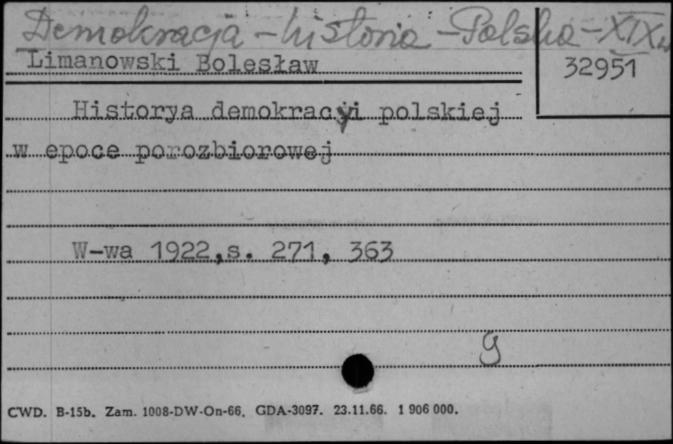 Demokracja - historia - Polska - XIX w
Limanowski Bolesław
32951
Historya demokracyi polskiej
w epoce porozbiorowej
W-wa 1922,s. 271, 363
g
CWD. B-15b. Zam. 1008-DW-On-66. GDA-3097. 23.11.66. 1 906 000.